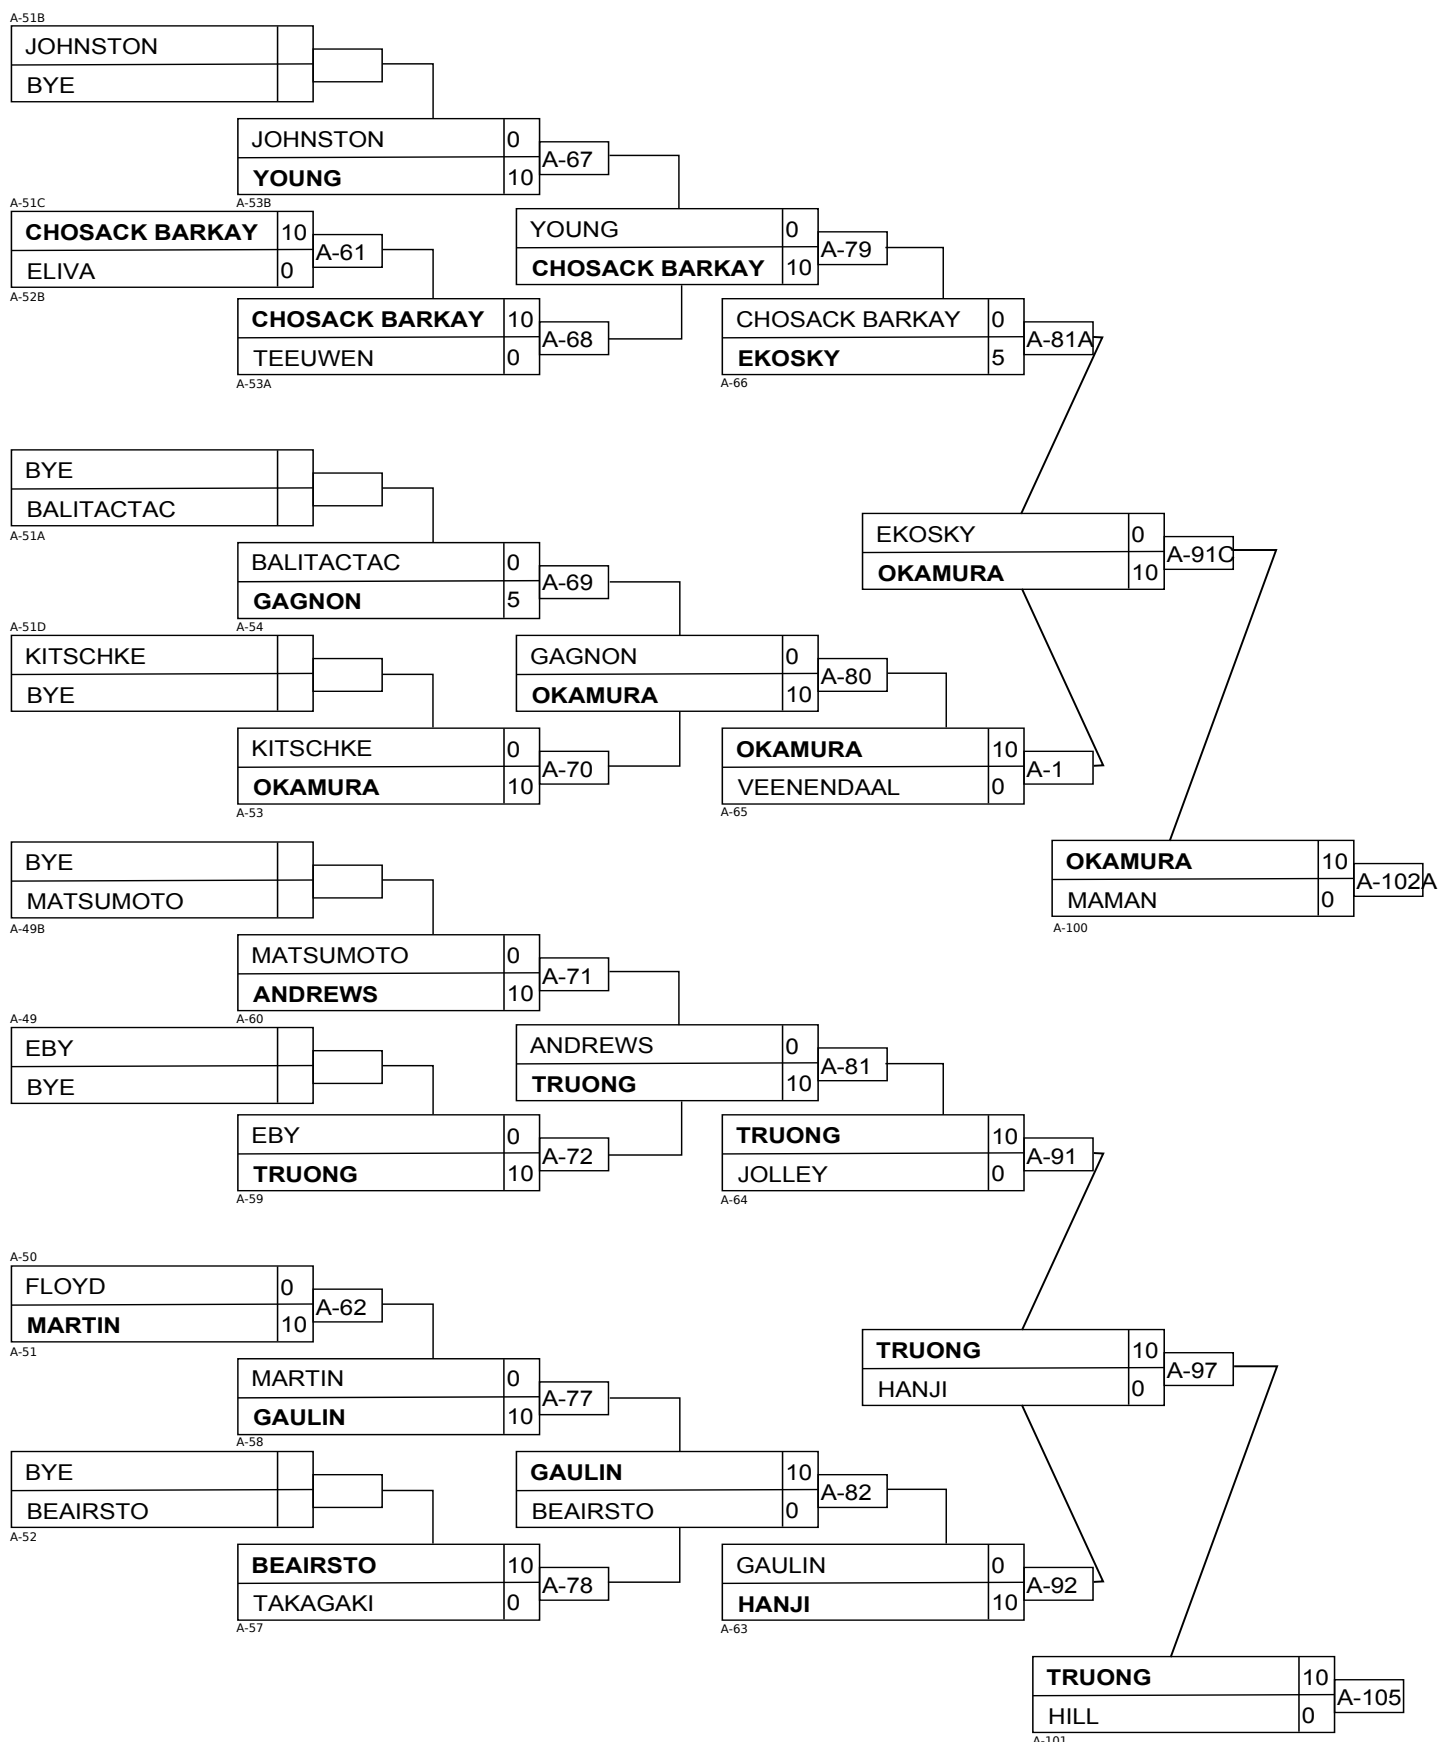 A-51B
JOHNSTON
BYE
JOHNSTON 0
A-67
YOUNG 10
A-51C
A-53B
CHOSACK BARKAY 10
A-61
ELIVA 0
A-52B
YOUNG 0
A-79
CHOSACK BARKAY 10
CHOSACK BARKAY 10
A-68
TEEUWEN 0
A-53A
CHOSACK BARKAY 0
A-81A
EKOSKY 5
A-66
BYE
BALITACTAC
A-51A
BALITACTAC 0
A-69
GAGNON 5
A-54
EKOSKY 0
A-91C
OKAMURA 10
A-51D
KITSCHKE
BYE
GAGNON 0
A-80
OKAMURA 10
KITSCHKE 0
A-70
OKAMURA 10
A-53
OKAMURA 10
A-1
VEENENDAAL 0
A-65
BYE
MATSUMOTO
A-49B
OKAMURA 10
A-102A
MAMAN 0
A-100
MATSUMOTO 0
A-71
ANDREWS 10
A-60
A-49
EBY
BYE
ANDREWS 0
A-81
TRUONG 10
EBY 0
A-72
TRUONG 10
A-59
TRUONG 10
A-91
JOLLEY 0
A-64
A-50
FLOYD 0
A-62
MARTIN 10
A-51
MARTIN 0
A-77
GAULIN 10
A-58
TRUONG 10
A-97
HANJI 0
BYE
BEAIRSTO
A-52
GAULIN 10
A-82
BEAIRSTO 0
BEAIRSTO 10
A-78
TAKAGAKI 0
A-57
GAULIN 0
A-92
HANJI 10
A-63
TRUONG 10
A-105
HILL 0
A-101